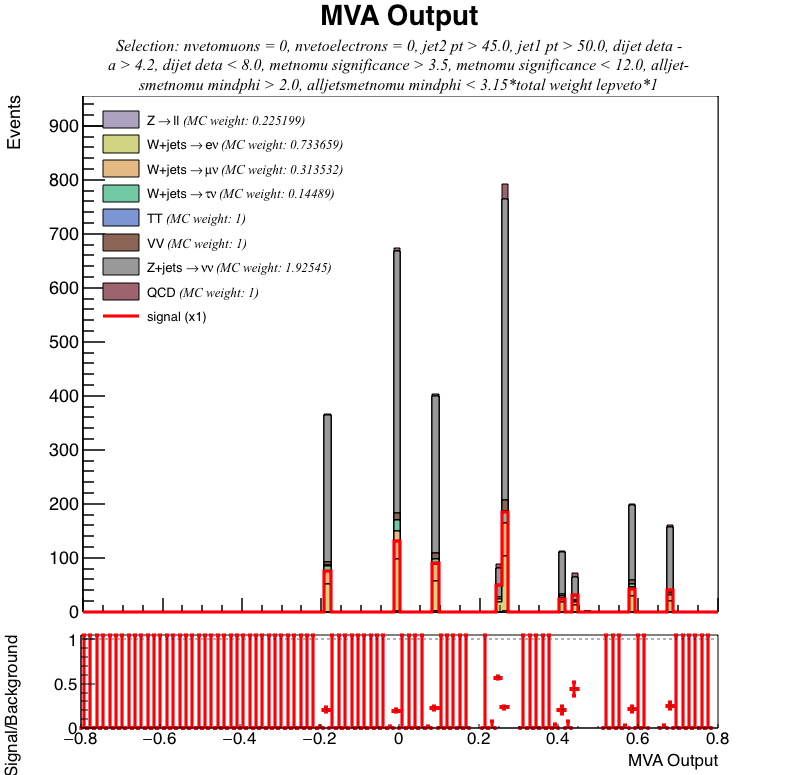 MVA Output
Selection: nvetomuons = 0, nvetoelectrons = 0, jet2 pt > 45.0, jet1 pt > 50.0, dijet deta -
a > 4.2, dijet deta < 8.0, metnomu significance > 3.5, metnomu significance < 12.0, alljet-
smetnomu mindphi > 2.0, alljetsmetnomu mindphi < 3.15*total weight lepveto*1
Events
900
800
700
600
500
400
300
200
100
0
Z→ll (MC weight: 0.225199)
W+jets→eν (MC weight: 0.733659)
W+jets→μν (MC weight: 0.313532)
W+jets→τν (MC weight: 0.14489)
TT (MC weight: 1)
VV (MC weight: 1)
Z+jets→νν (MC weight: 1.92545)
QCD (MC weight: 1)
signal (x1)
Signal/Background
1
0.5
0
−0.8 −0.6 −0.4 −0.2 0 0.2 0.4 0.6 0.8
MVA Output